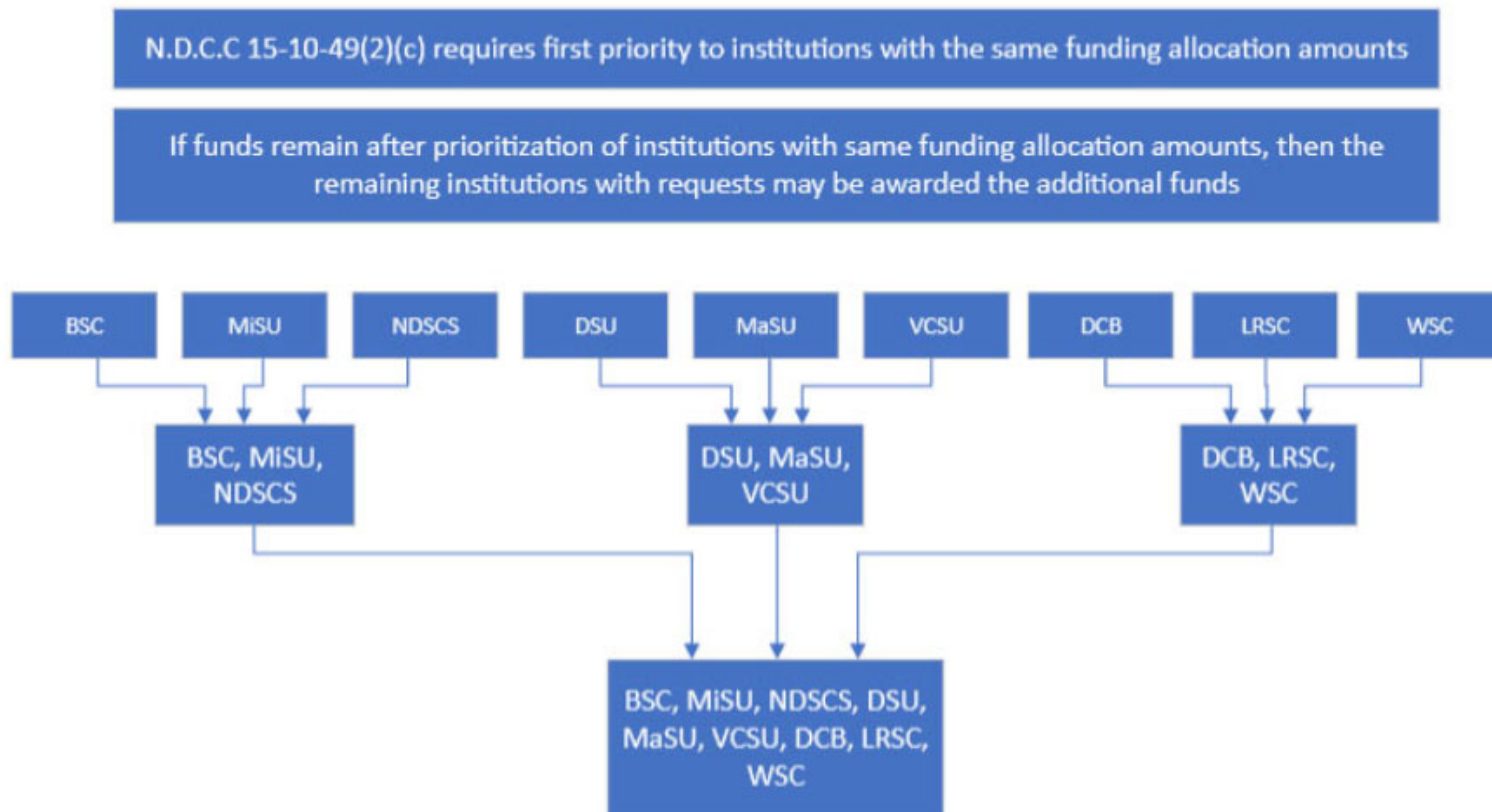 N.D.C.C 15-10-49(2)(c) requires first priority to institutions with the same funding allocation amounts
If funds remain after prioritization of institutions with same funding allocation amounts, then the
remaining institutions with requests may be awarded the additional funds
BSC
MiSU
NDSCS
DSU
MaSU
VCSU
DCB
LRSC
WSC
BSC, MiSU,
NDSCS
DSU, MaSU,
VCSU
DCB, LRSC,
WSC
BSC, MiSU, NDSCS, DSU,
MaSU, VCSU, DCB, LRSC,
WSC